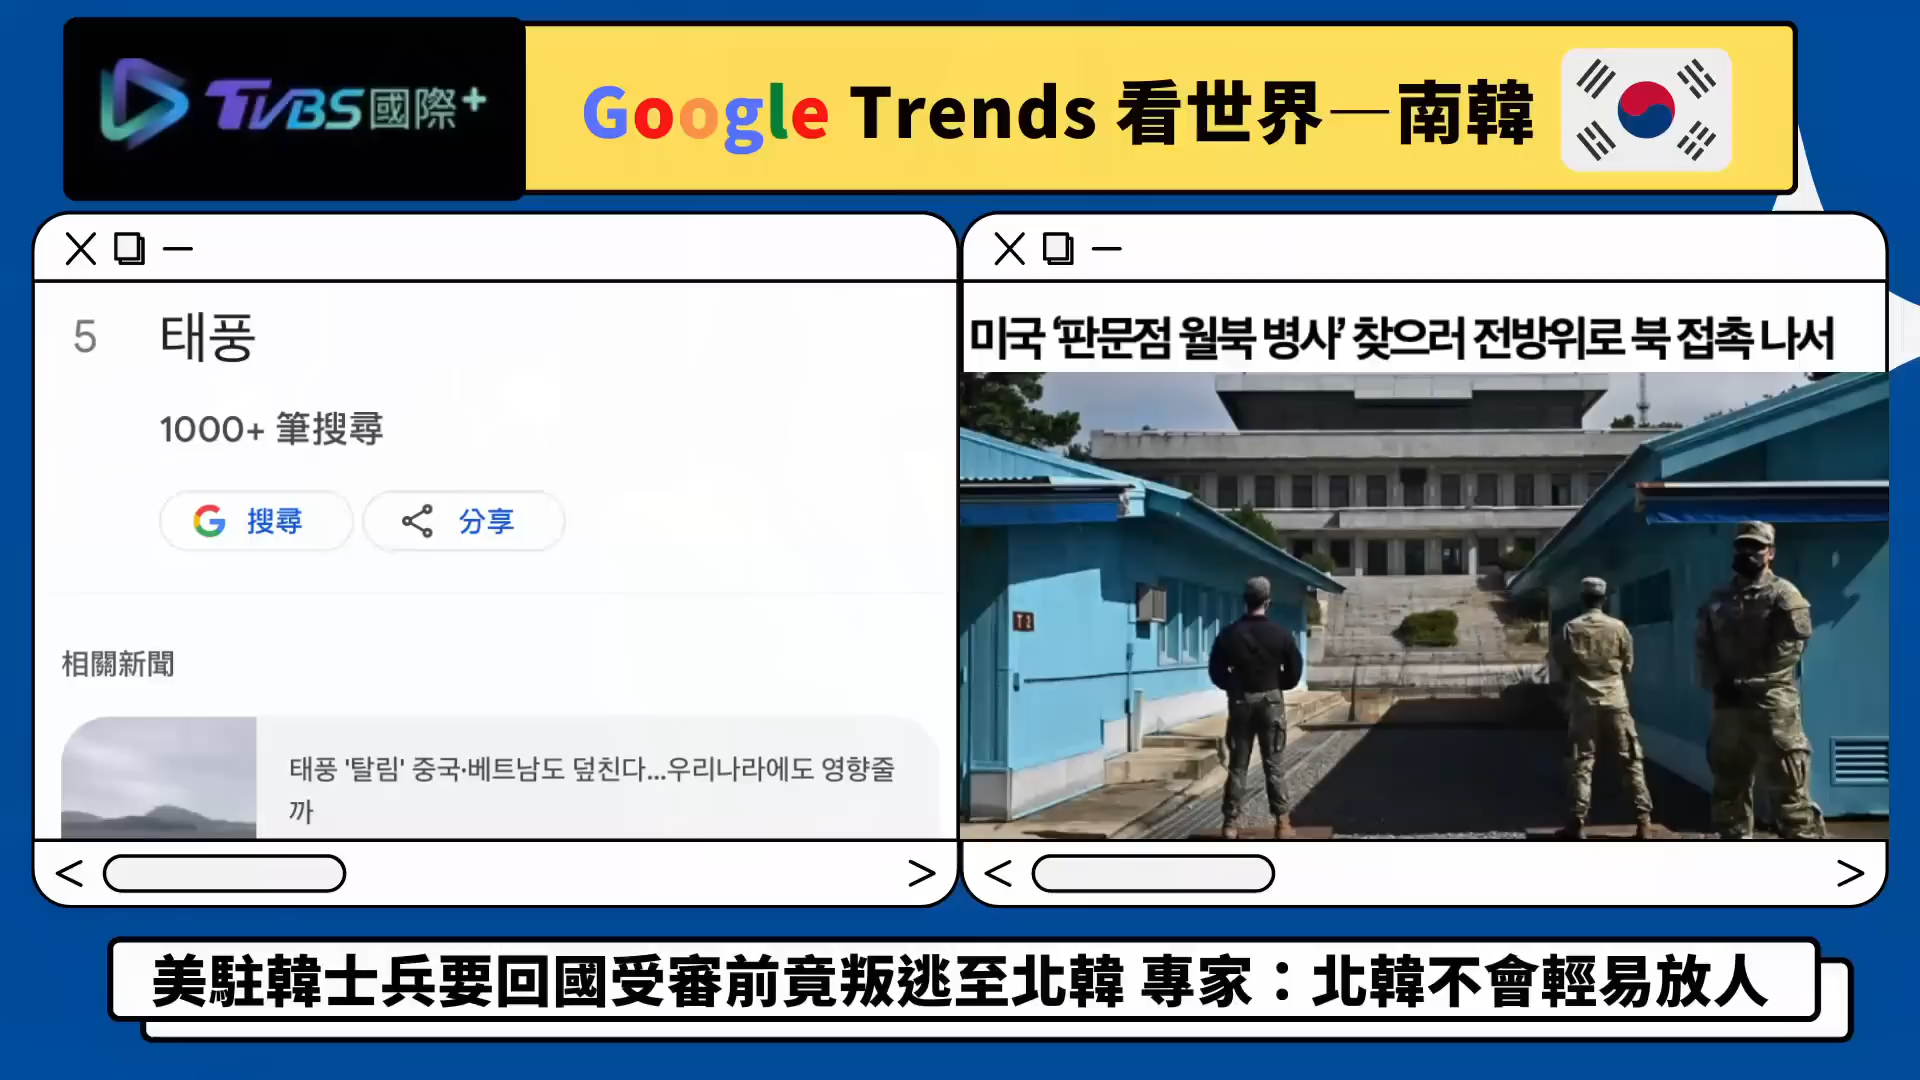 TVBS國際+
Google Trends 看世界—南韓
5 태풍
1000+ 筆搜尋
搜尋 分享
相關新聞
태풍 '탈림' 중국·베트남도 덮친다...우리나라에도 영향줄
까
미국 ‘판문점 월북 병사’ 찾으러 전방위로 북 접촉 나서
T2
美駐韓士兵要回國受審前竟叛逃至北韓 專家：北韓不會輕易放人